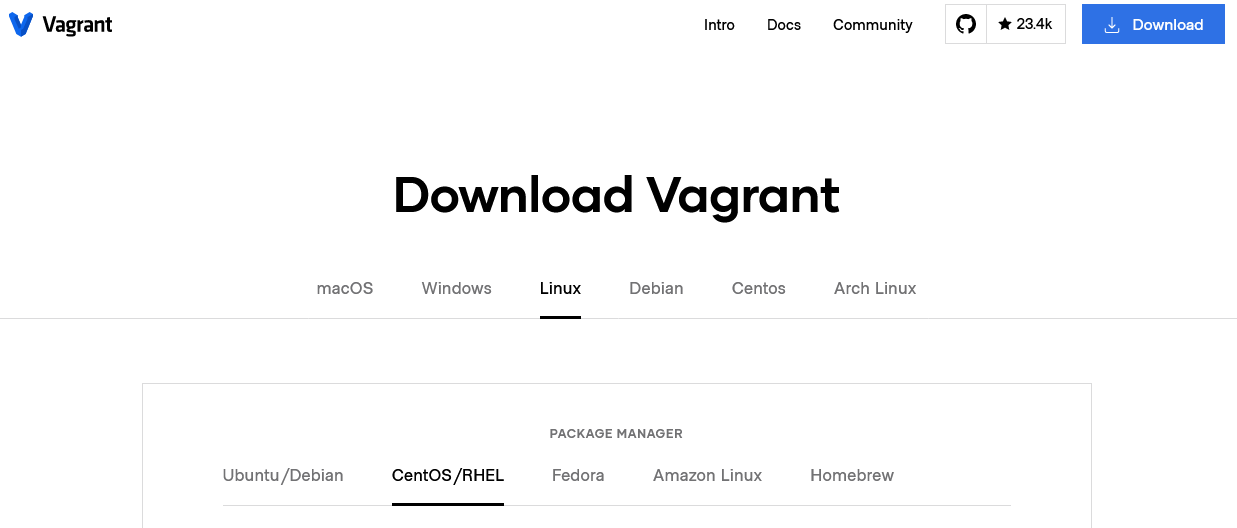 Vagrant Intro Docs Community 23.4k Download
Download Vagrant
macOS Windows Linux Debian Centos Arch Linux
PACKAGE MANAGER
Ubuntu/Debian CentOS/RHEL Fedora Amazon Linux Homebrew